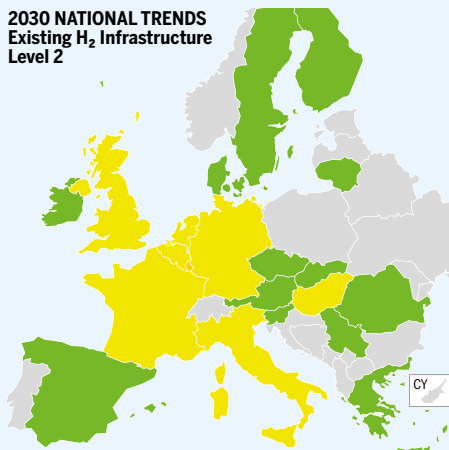 2030 NATIONAL TRENDS
Existing H₂ Infrastructure
Level 2
CY